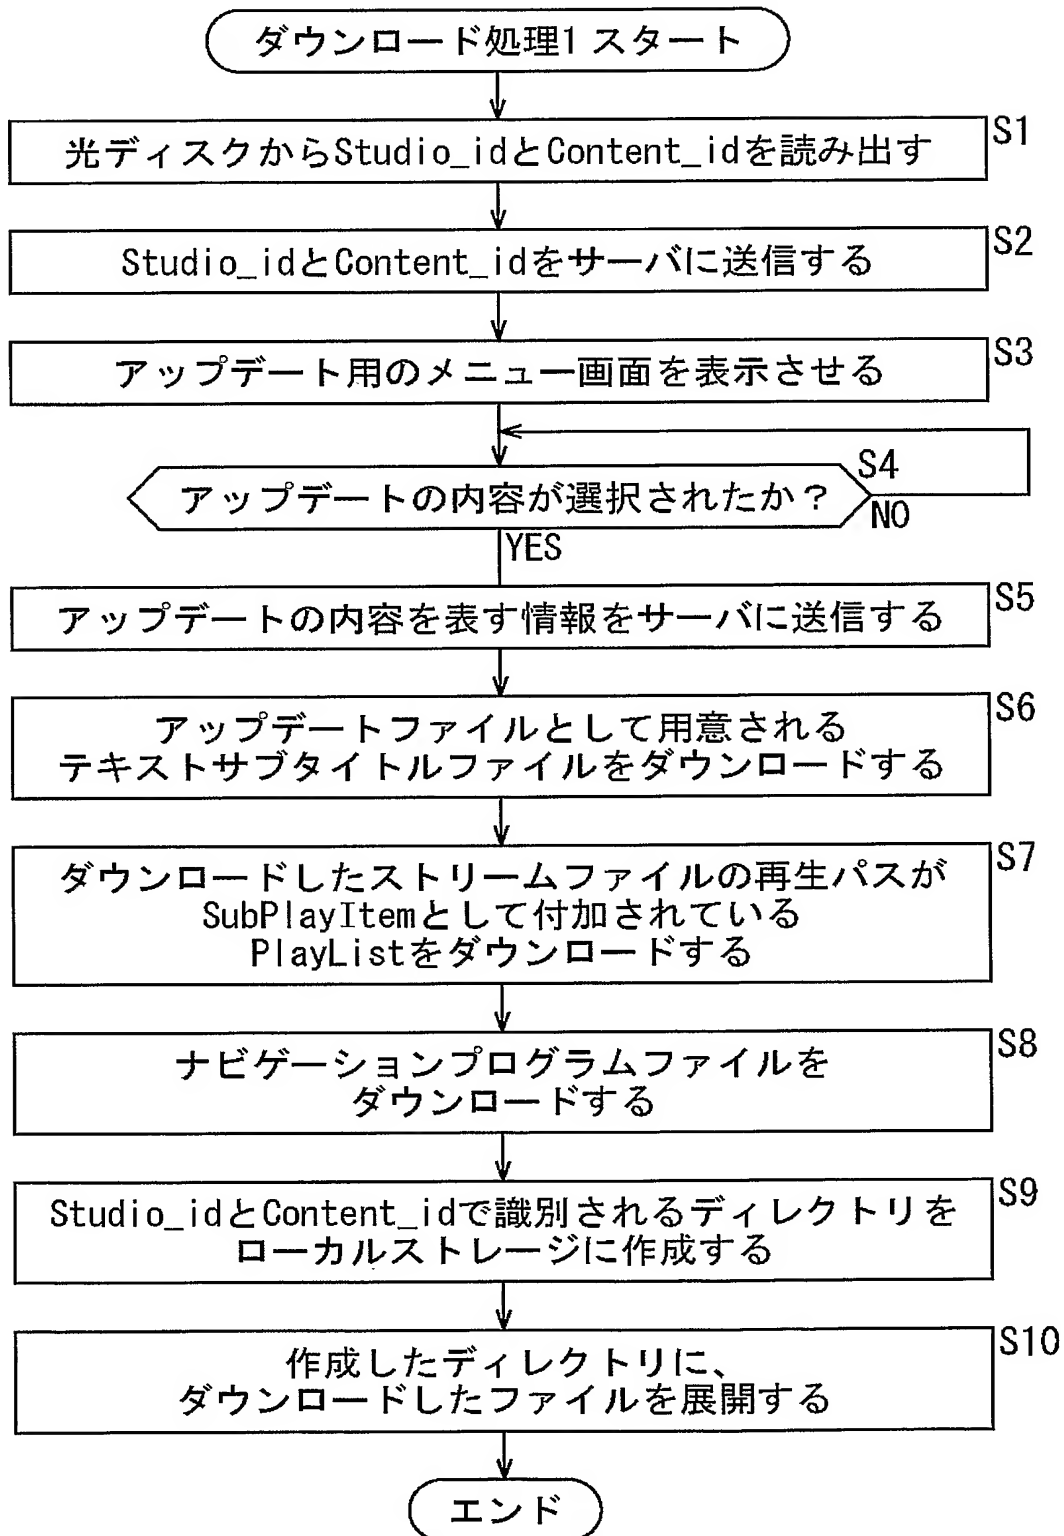 ダウンロード処理1 スタート
S1
光ディスクからStudio_idとContent_idを読み出す
S2
Studio_idとContent_idをサーバに送信する
S3
アップデート用のメニュー画面を表示させる
S4
アップデートの内容が選択されたか？
NO
YES
S5
アップデートの内容を表す情報をサーバに送信する
S6
アップデートファイルとして用意される
テキストサブタイトルファイルをダウンロードする
S7
ダウンロードしたストリームファイルの再生パスが
SubPlayItemとして付加されている
PlayListをダウンロードする
S8
ナビゲーションプログラムファイルを
ダウンロードする
S9
Studio_idとContent_idで識別されるディレクトリを
ローカルストレージに作成する
S10
作成したディレクトリに、
ダウンロードしたファイルを展開する
エンド